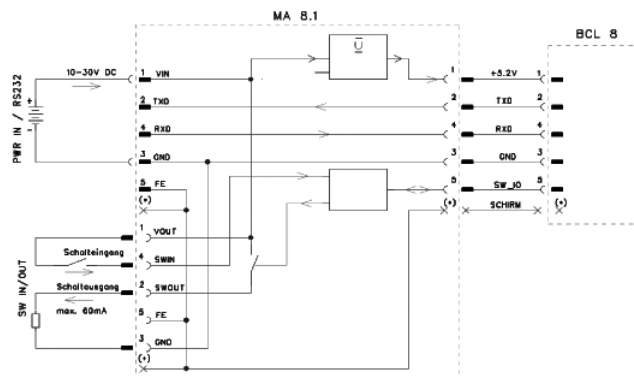 MA 8.1
BCL 8
10-30V DC
1 VIN
U
1 +5.2V 1
PWR IN / RS232
+
-
2 TXD
2 TXD 2
4 RXD
4 RXD 4
3 GND
3 GND 3
5 FE
5 SW_IO 5
(+)
(+) SCHIRM (+)
SW IN/OUT
1 VOUT
Schalteingang
4 SWIN
Schaltausgang
2 SWOUT
max. 60mA
5 FE
3 GND
(+)